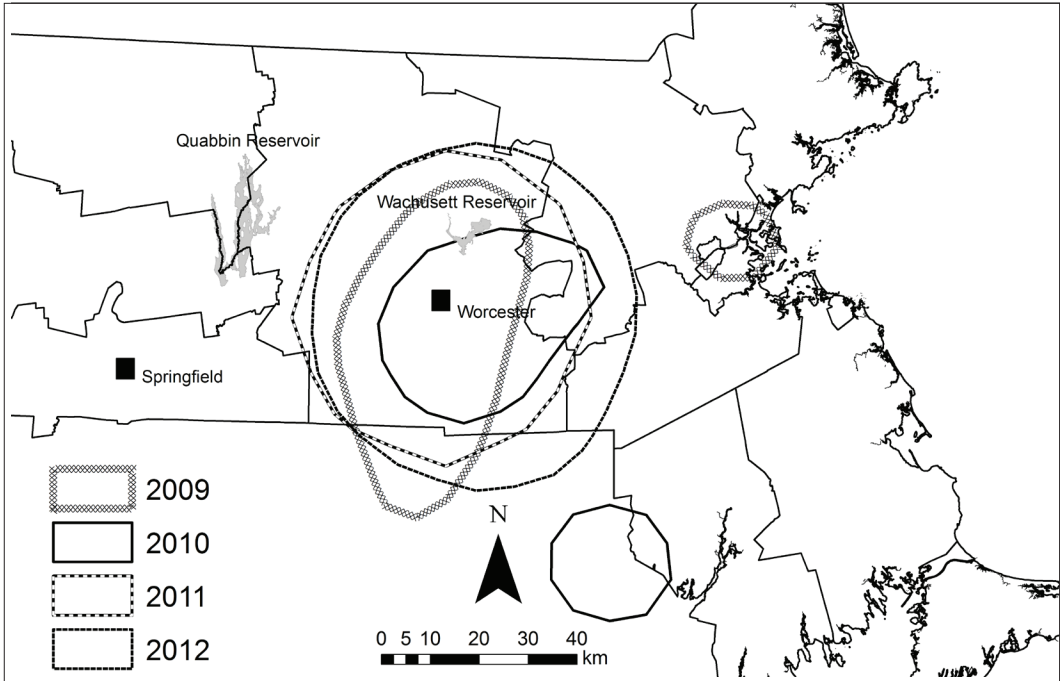 Quabbin Reservoir
Wachusett Reservoir
Worcester
Springfield
2009
2010
2011
2012
N
0 5 10 20 30 40
km